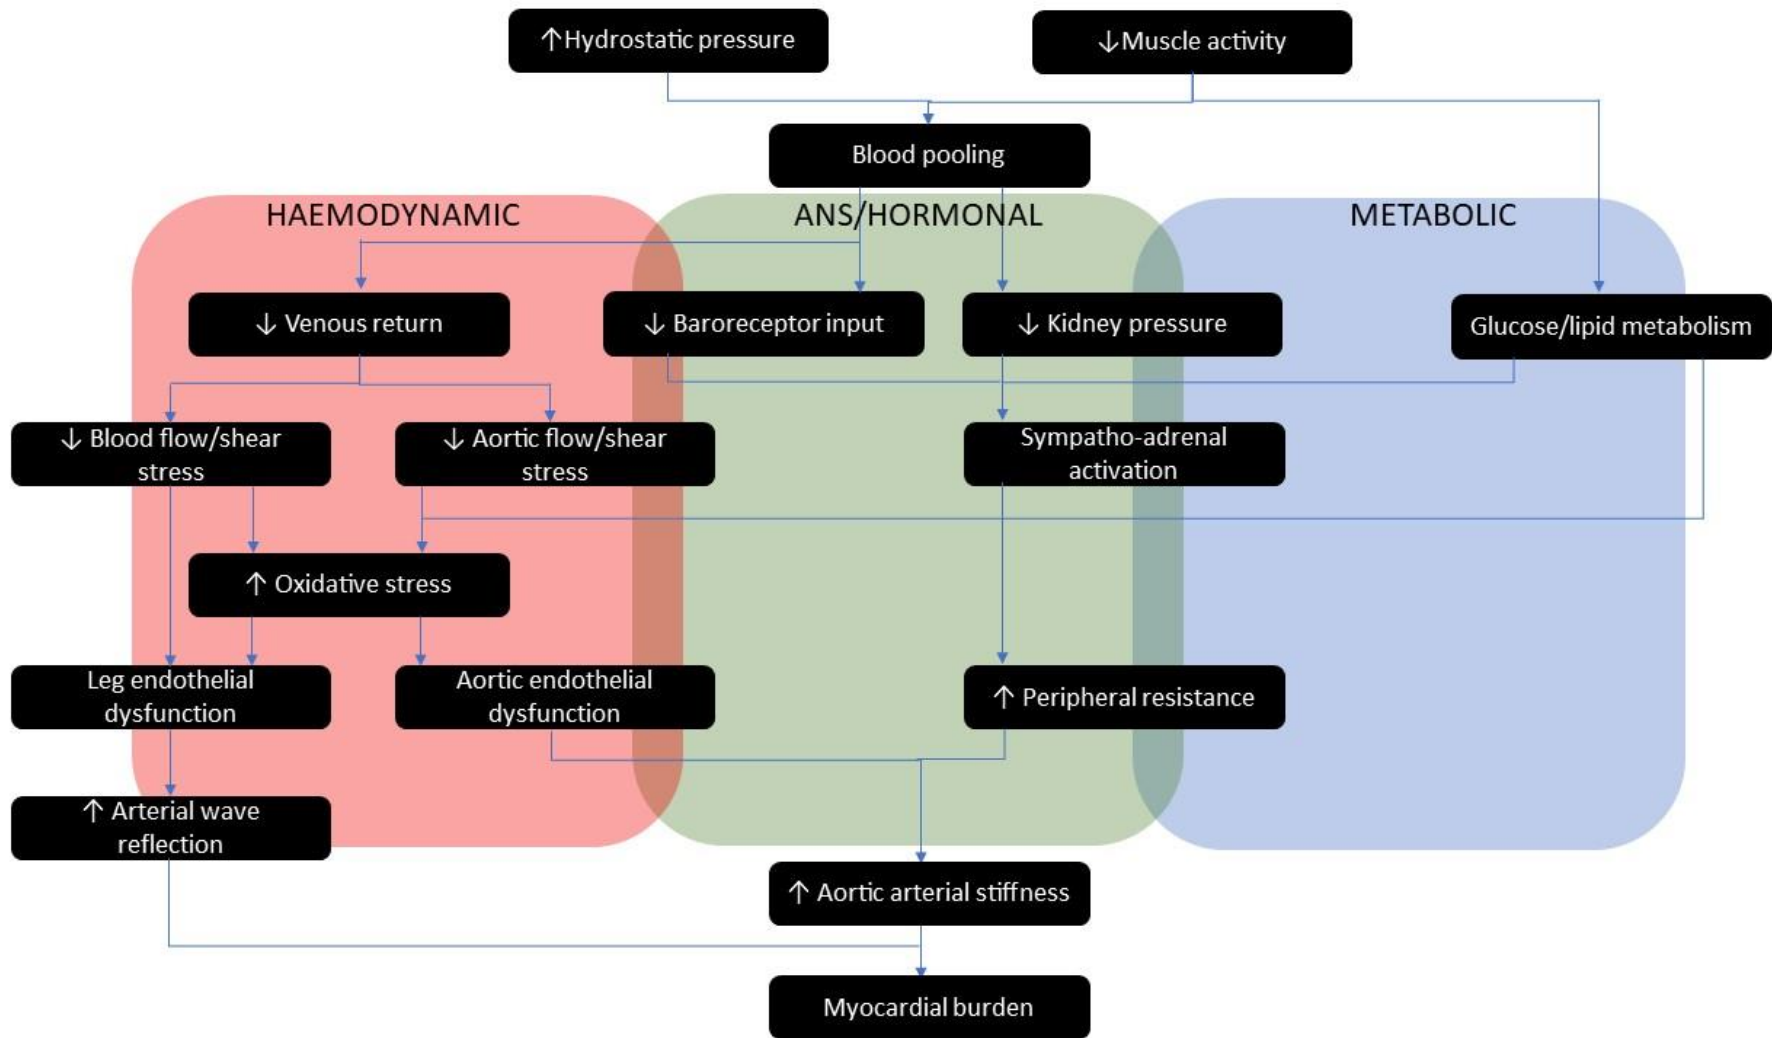 ↑Hydrostatic pressure
↓Muscle activity
Blood pooling
HAEMODYNAMIC
ANS/HORMONAL
METABOLIC
↓ Venous return
↓ Baroreceptor input
↓ Kidney pressure
Glucose/lipid metabolism
↓ Blood flow/shear
stress
↓ Aortic flow/shear
stress
Sympatho-adrenal
activation
↑ Oxidative stress
Leg endothelial
dysfunction
Aortic endothelial
dysfunction
↑ Peripheral resistance
↑ Arterial wave
reflection
↑ Aortic arterial stiffness
Myocardial burden